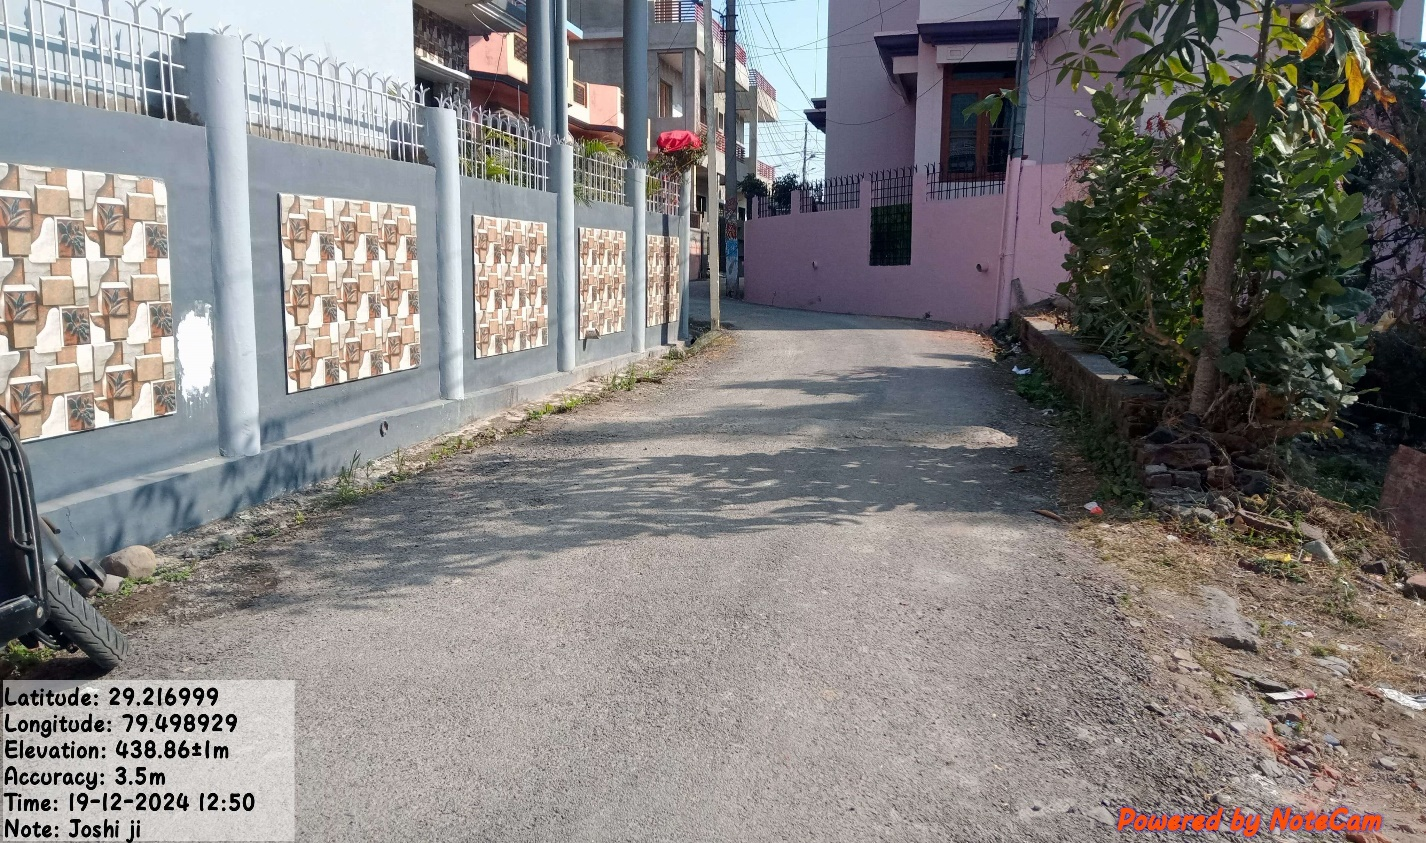 Latitude: 29.216999
Longitude: 79.498929
Elevation: 438.86±1m
Accuracy: 3.5m
Time: 19-12-2024 12:50
Note: Joshi ji
Powered by NoteCam